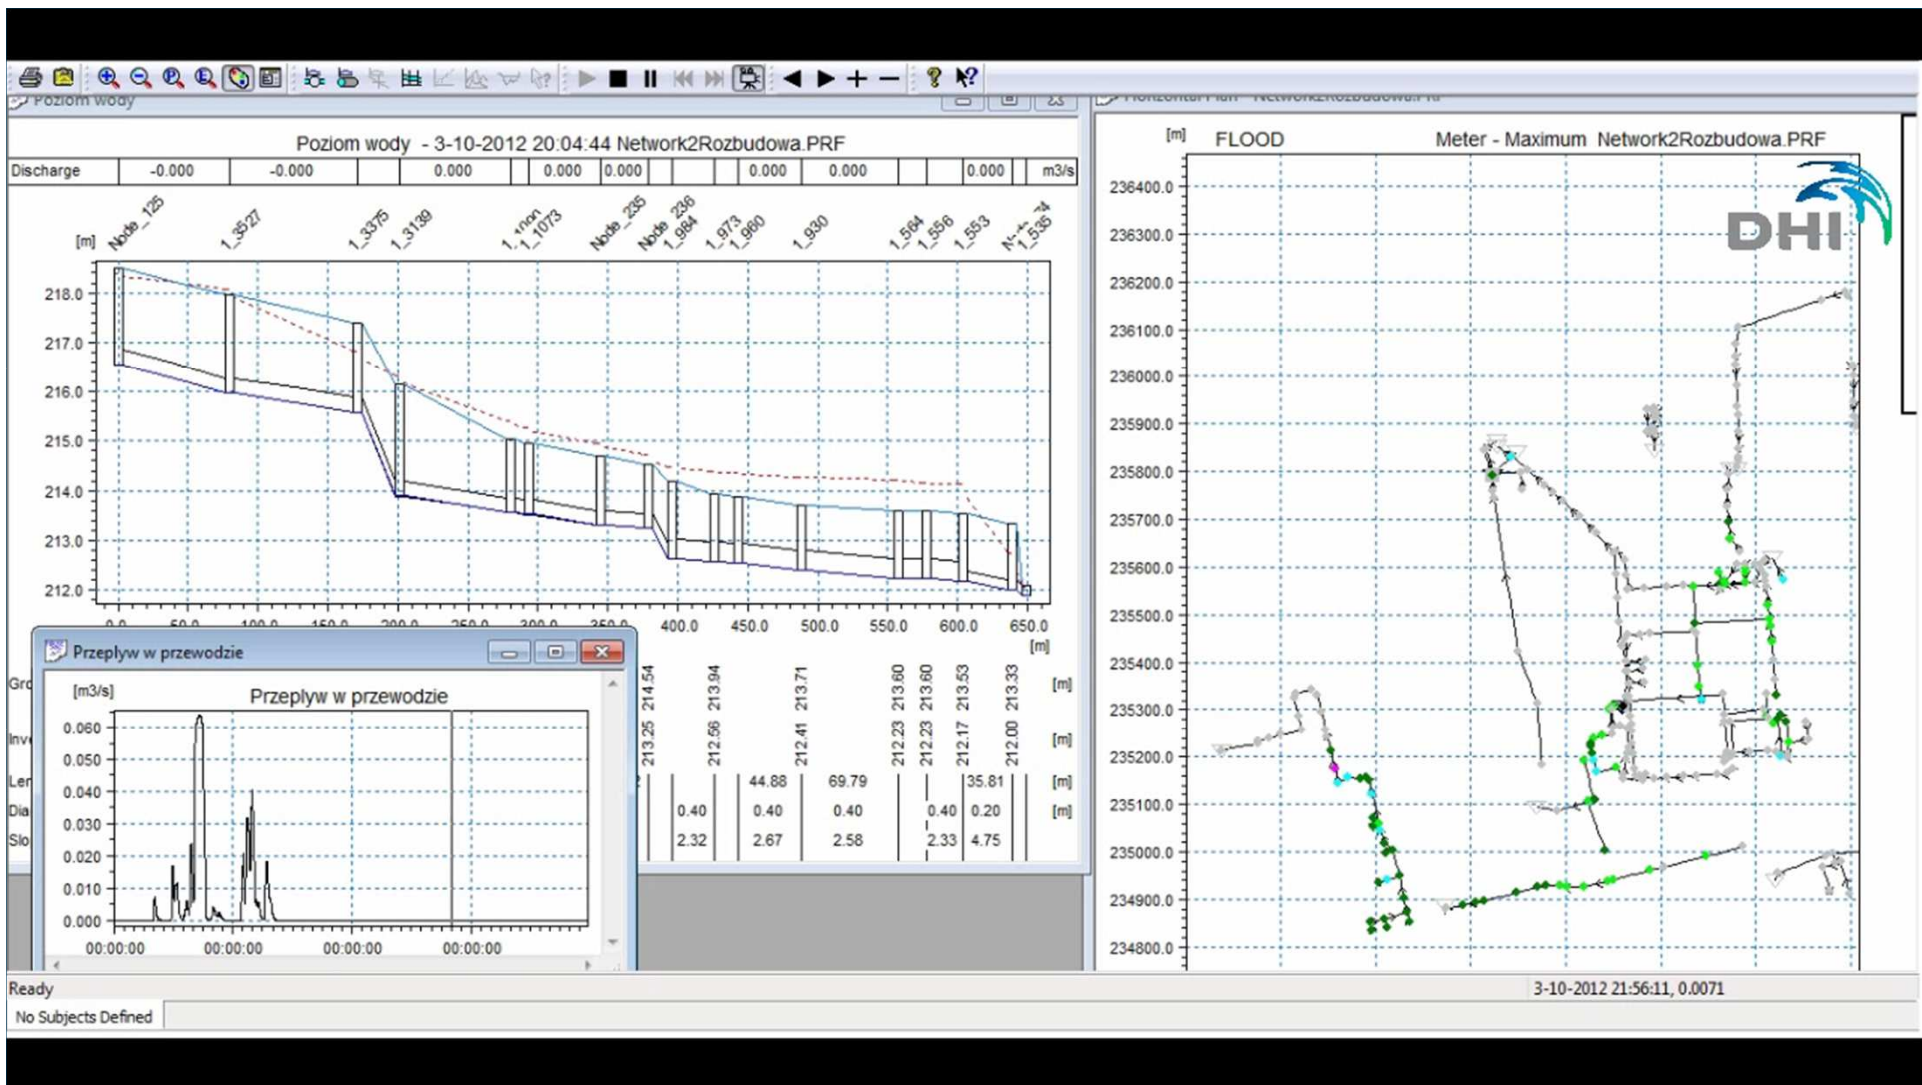 Poziom wody
Poziom wody - 3-10-2012 20:04:44 Network2Rozbudowa.PRF
Discharge -0.000 -0.000 0.000 0.000 0.000 0.000 0.000 0.000 m3/s
Node_125 1_3527 1_3375 1_3139 1_1073 Node_235 Node_236 1_984 1_973 1_960 1_930 1_564 1_556 1_553 1_535
[m]
218.0
217.0
216.0
215.0
214.0
213.0
212.0
400.0 450.0 500.0 550.0 600.0 650.0
[m]
214.54 213.94 213.71 213.60 213.60 213.53 213.33 [m]
213.25 212.56 212.41 212.23 212.23 212.17 212.00 [m]
44.88 69.79 35.81 [m]
0.40 0.40 0.40 0.40 0.20 [m]
2.32 2.67 2.58 2.33 4.75
Przeplyw w przewodzie
[m3/s] Przeplyw w przewodzie
0.060
0.050
0.040
0.030
0.020
0.010
0.000
00:00:00 00:00:00 00:00:00 00:00:00
Horizontal Plan - Network2Rozbudowa.PRF
[m] FLOOD Meter - Maximum Network2Rozbudowa.PRF
DHI
236400.0
236300.0
236200.0
236100.0
236000.0
235900.0
235800.0
235700.0
235600.0
235500.0
235400.0
235300.0
235200.0
235100.0
235000.0
234900.0
234800.0
Ready 3-10-2012 21:56:11, 0.0071
No Subjects Defined